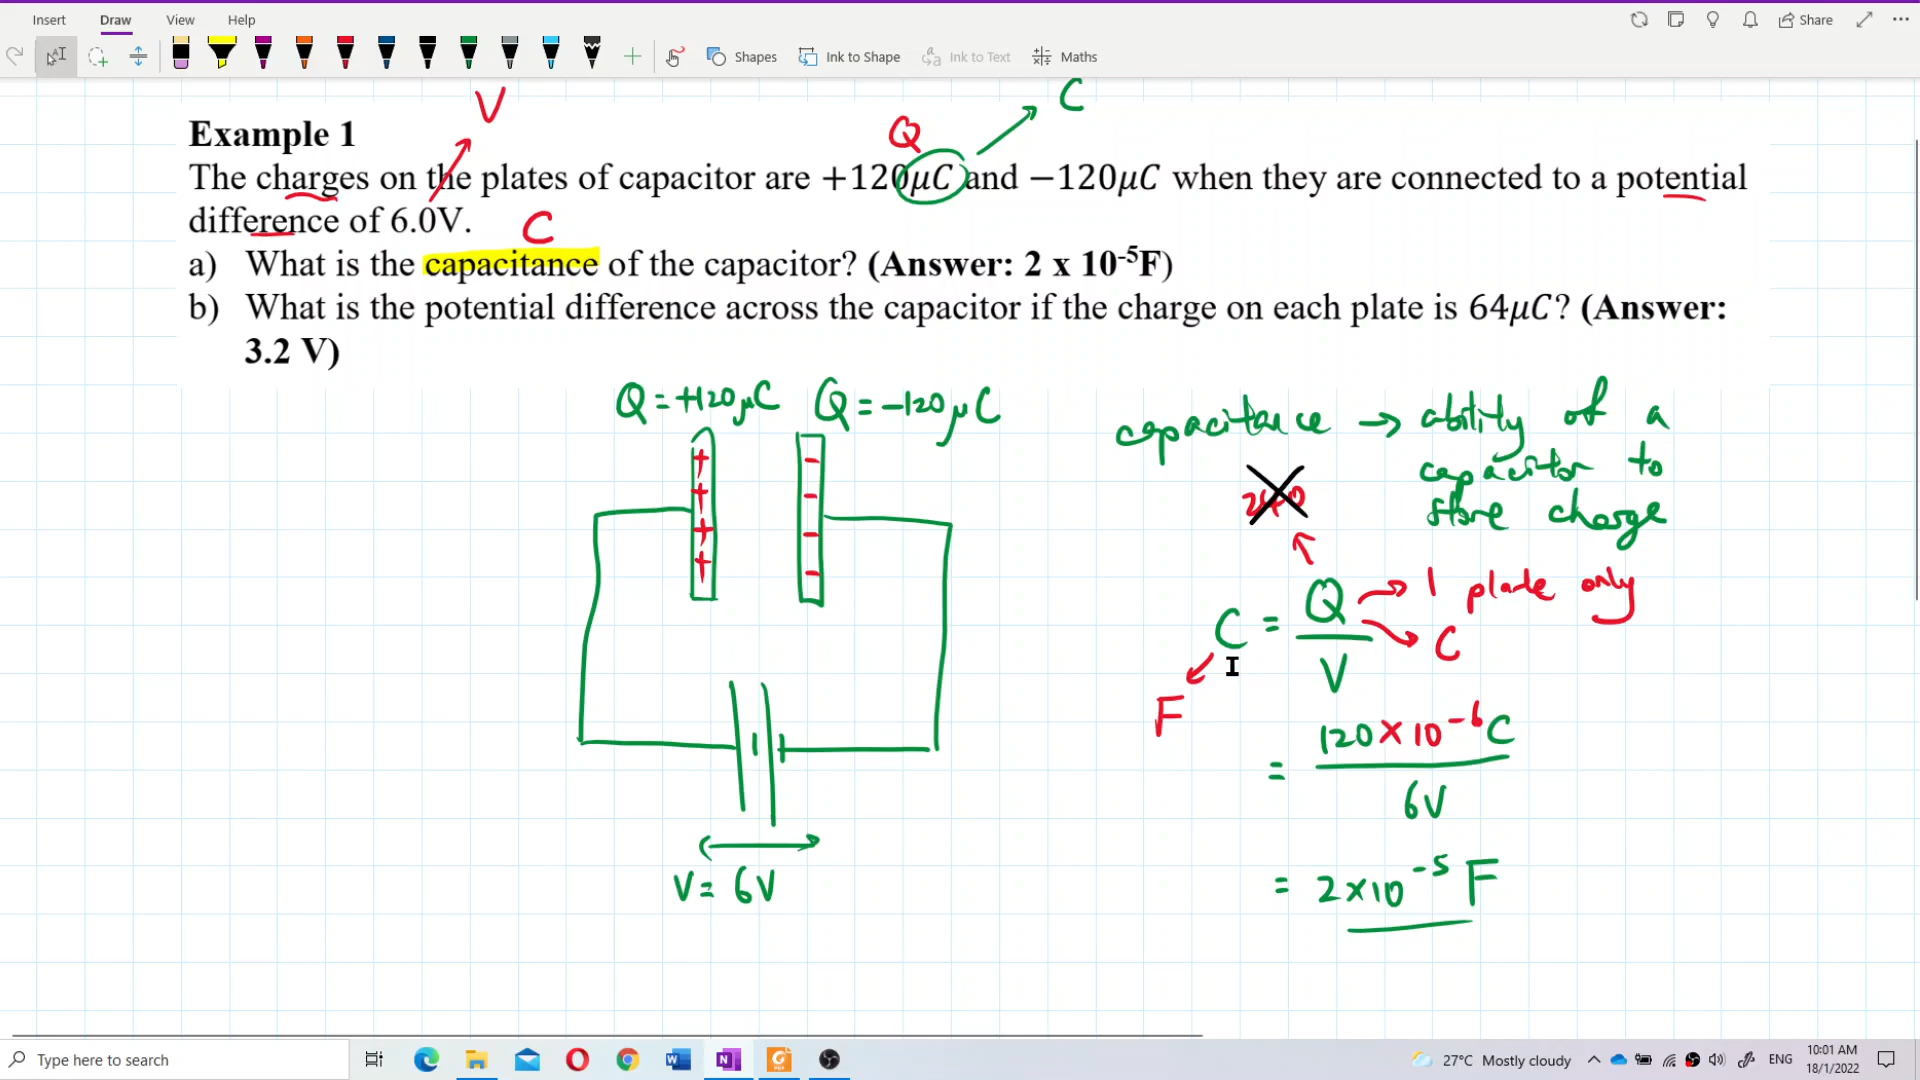 Insert Draw View Help
Share
Shapes Ink to Shape Ink to Text Maths
V
C
Q
Example 1
The charges on the plates of capacitor are +120μC and −120μC when they are connected to a potential
difference of 6.0V.
C
a) What is the capacitance of the capacitor? (Answer: 2 x 10⁻⁵F)
b) What is the potential difference across the capacitor if the charge on each plate is 64μC? (Answer:
3.2 V)
Q = +120μC Q = −120μC
capacitance → ability of a
capacitor to
store charge
240
C = Q/V
→ 1 plate only
→ C
F
= 120 × 10⁻⁶ C
6V
= 2×10⁻⁵ F
+ + + +
− − − −
V = 6V
Type here to search
27°C Mostly cloudy
ENG
10:01 AM
18/1/2022